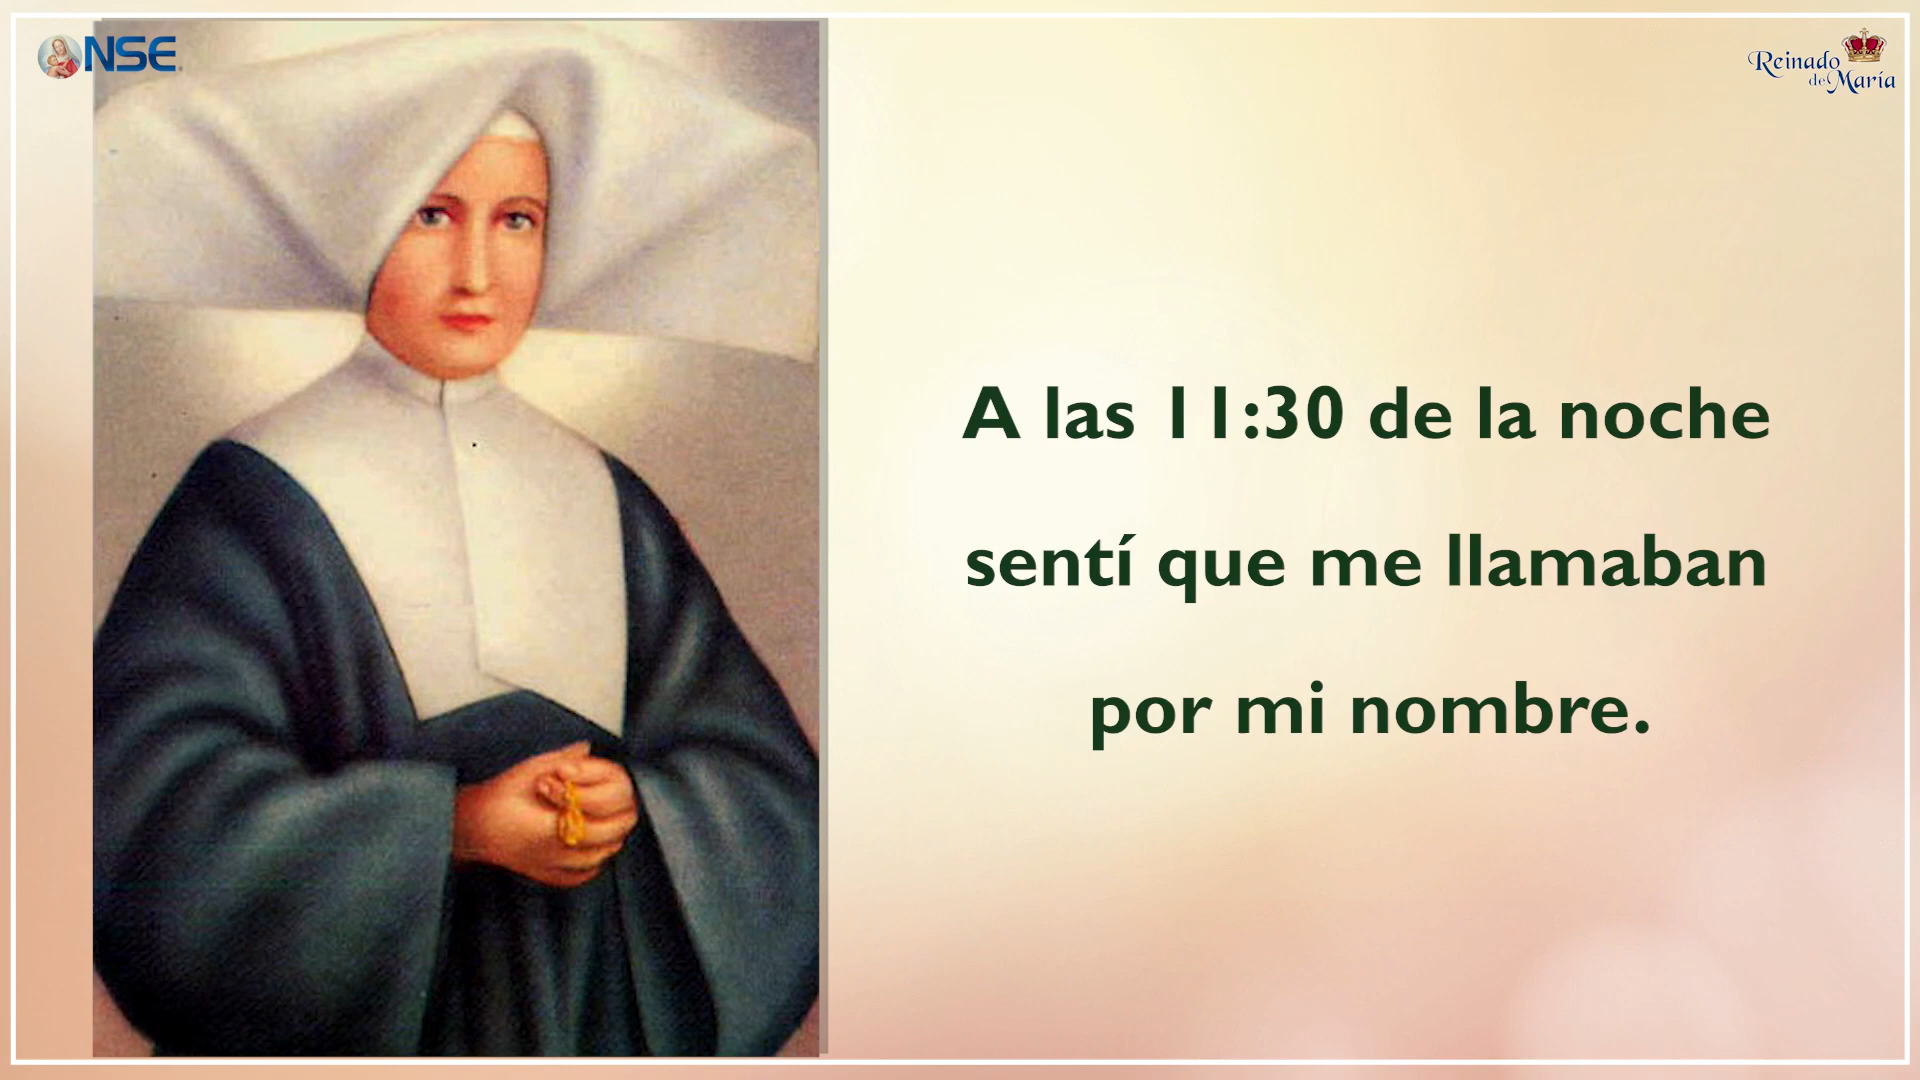 NSE
Reinado
de María
A las 11:30 de la noche
sentí que me llamaban
por mi nombre.